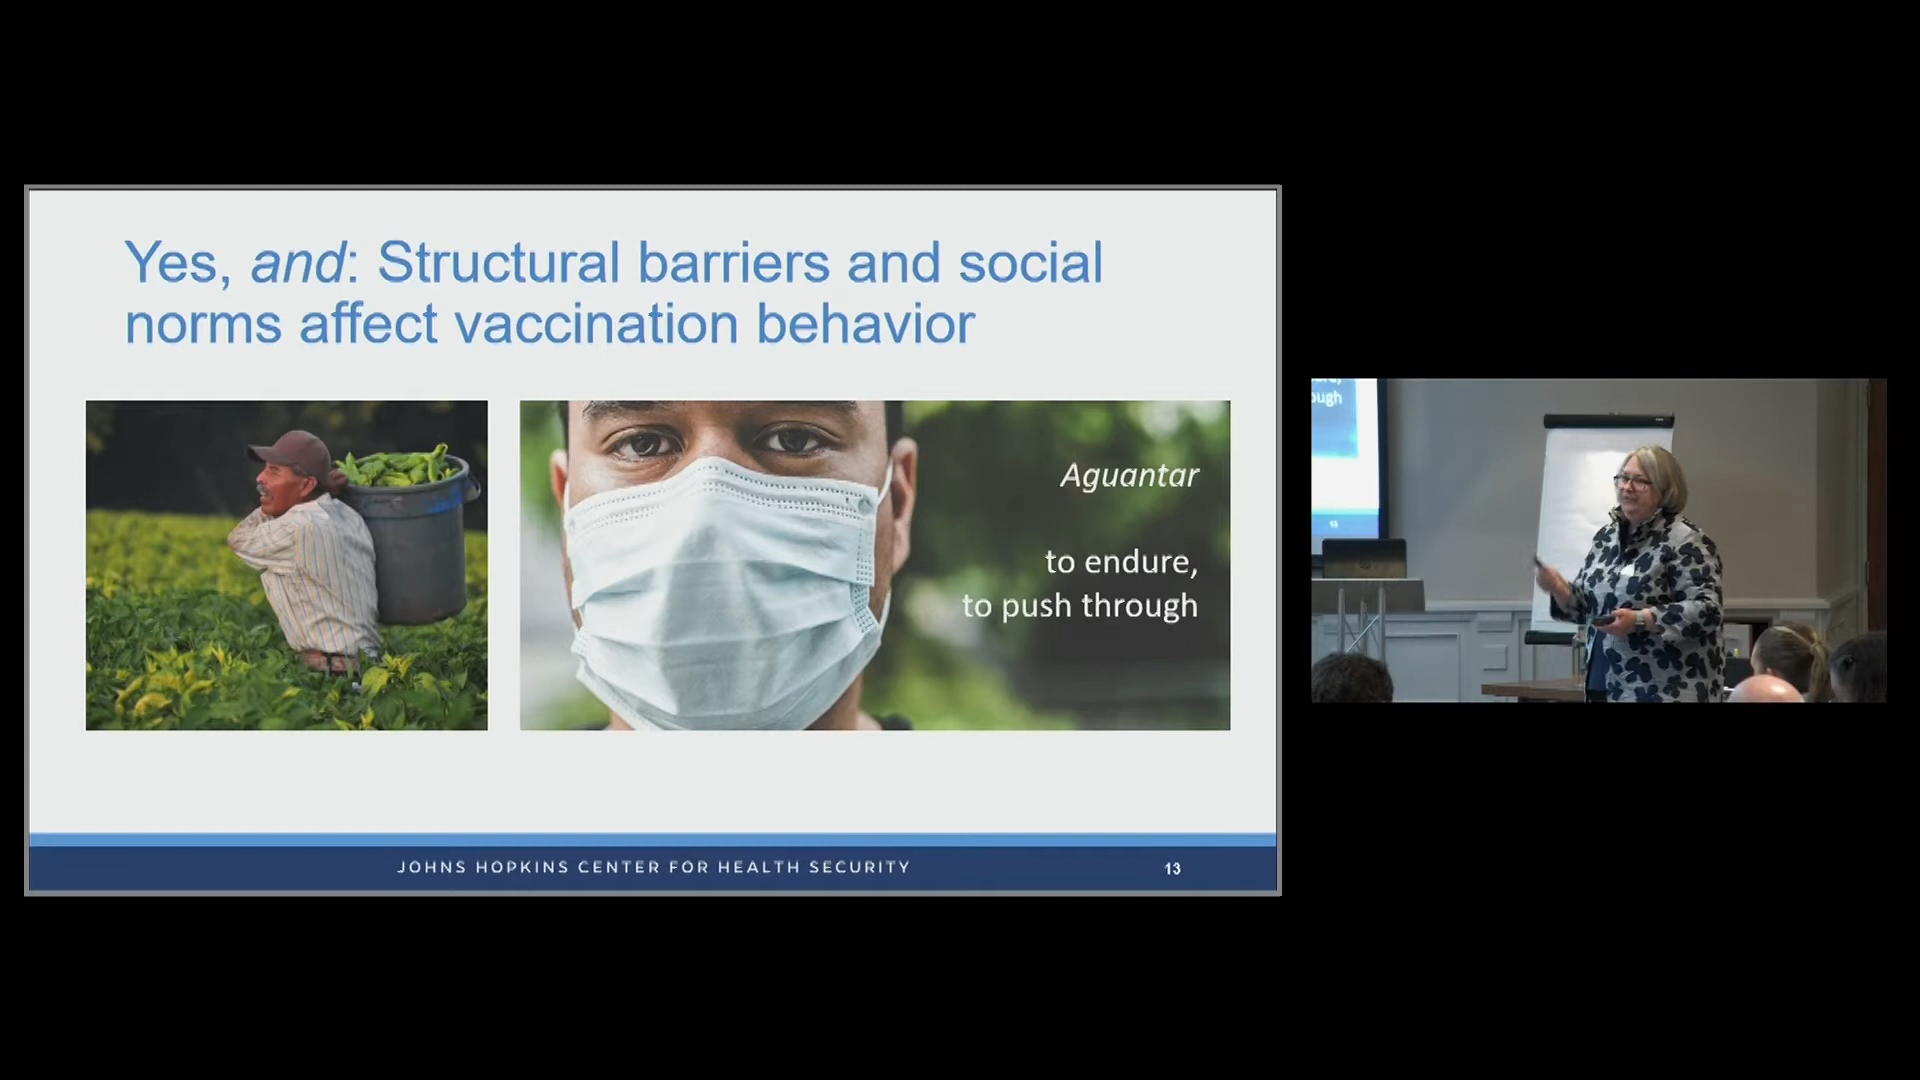 Yes, and: Structural barriers and social
norms affect vaccination behavior
Aguantar
to endure,
to push through
JOHNS HOPKINS CENTER FOR HEALTH SECURITY
13
ough